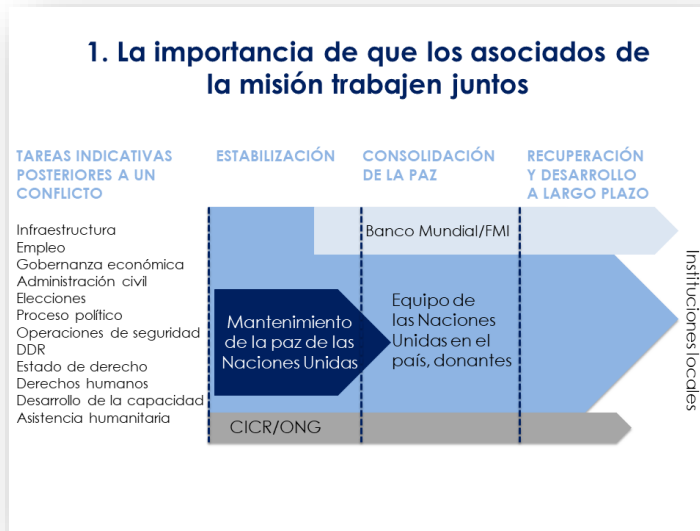 1. La importancia de que los asociados de
la misión trabajen juntos
TAREAS INDICATIVAS
POSTERIORES A UN
CONFLICTO
ESTABILIZACIÓN
CONSOLIDACIÓN
DE LA PAZ
RECUPERACIÓN
Y DESARROLLO
A LARGO PLAZO
Infraestructura
Empleo
Gobernanza económica
Administración civil
Elecciones
Proceso político
Operaciones de seguridad
DDR
Estado de derecho
Derechos humanos
Desarrollo de la capacidad
Asistencia humanitaria
Banco Mundial/FMI
Mantenimiento
de la paz de las
Naciones Unidas
Equipo de
las Naciones
Unidas en el
país, donantes
CICR/ONG
Instituciones locales